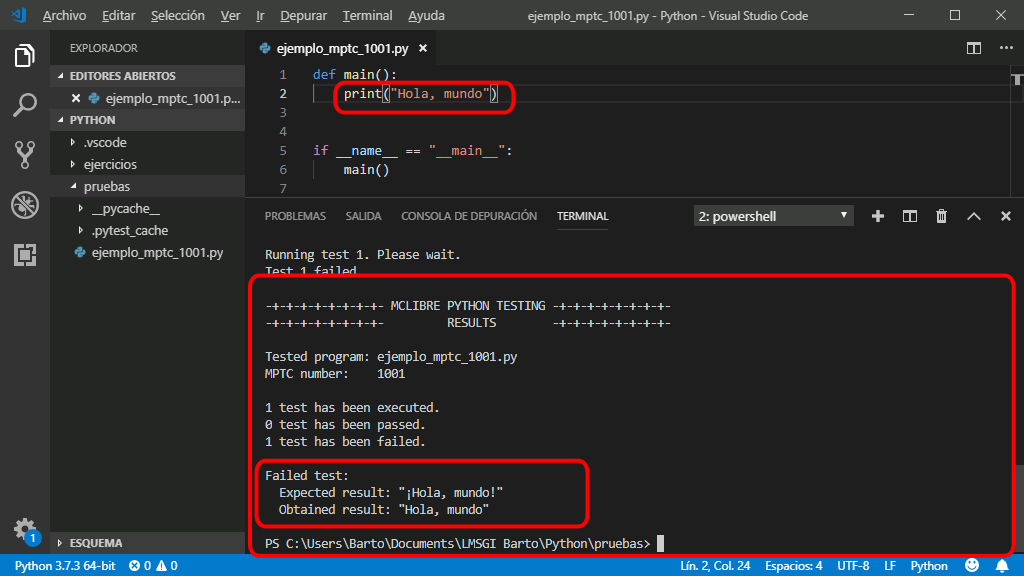 Archivo Editar Selección Ver Ir Depurar Terminal Ayuda ejemplo_mptc_1001.py - Python - Visual Studio Code
EXPLORADOR
EDITORES ABIERTOS
ejemplo_mptc_1001.p...
PYTHON
.vscode
ejercicios
pruebas
__pycache__
.pytest_cache
ejemplo_mptc_1001.py
ESQUEMA
1
ejemplo_mptc_1001.py
1 def main():
2 print("Hola, mundo")
3
4
5 if __name__ == "__main__":
6 main()
7
PROBLEMAS SALIDA CONSOLA DE DEPURACIÓN TERMINAL 2: powershell
Running test 1. Please wait.
Test 1 failed
-+-+-+-+-+-+-+-+- MCLIBRE PYTHON TESTING -+-+-+-+-+-+-+-+-
-+-+-+-+-+-+-+-+- RESULTS -+-+-+-+-+-+-+-+-
Tested program: ejemplo_mptc_1001.py
MPTC number: 1001
1 test has been executed.
0 test has been passed.
1 test has been failed.
Failed test:
Expected result: "¡Hola, mundo!"
Obtained result: "Hola, mundo"
PS C:\Users\Barto\Documents\LMSGI Barto\Python\pruebas>
Python 3.7.3 64-bit 0 0 Lín. 2, Col. 24 Espacios: 4 UTF-8 LF Python